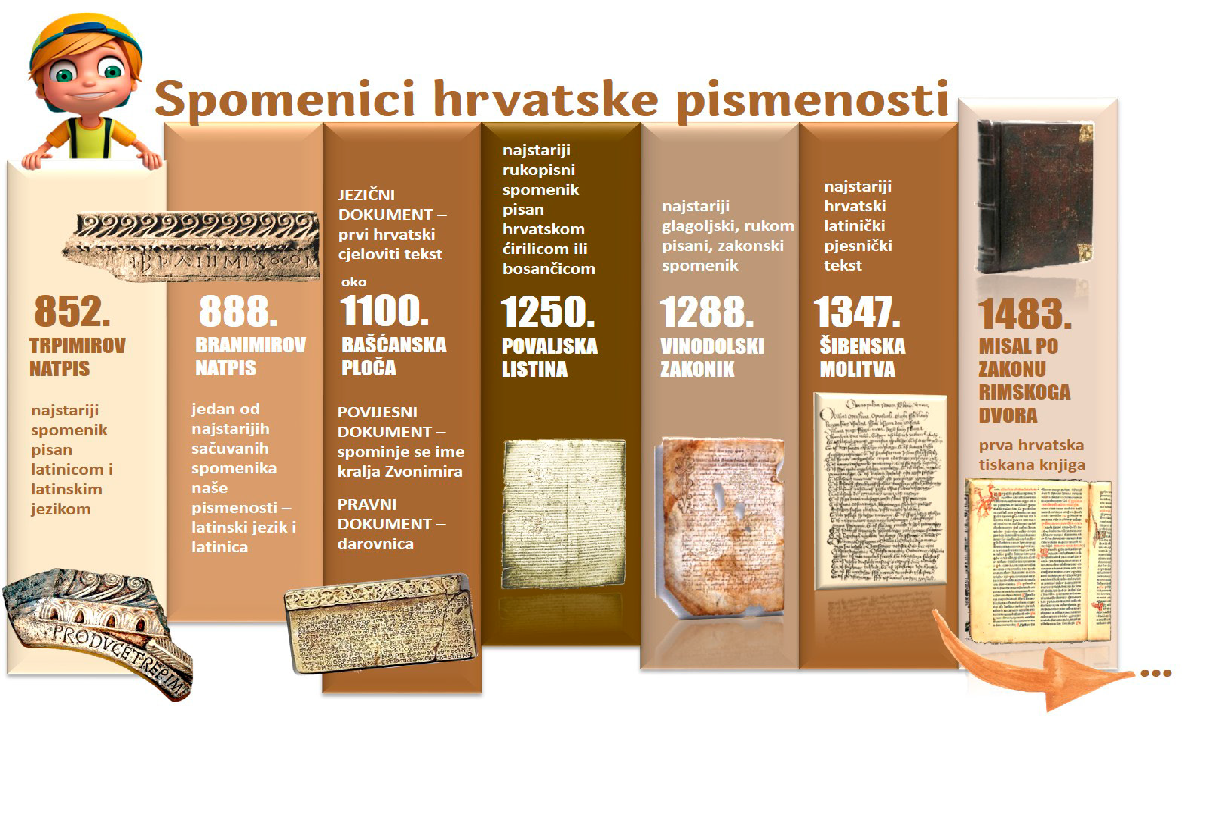 Spomenici hrvatske pismenosti
852.
TRPIMIROV
NATPIS
najstariji
spomenik
pisan
latinicom i
latinskim
jezikom
PRODVCETREPIM
888.
BRANIMIROV
NATPIS
jedan od
najstarijih
sačuvanih
spomenika
naše
pismenosti –
latinski jezik i
latinica
JEZIČNI
DOKUMENT –
prvi hrvatski
cjeloviti tekst
oko
1100.
BAŠĆANSKA
PLOČA
POVIJESNI
DOKUMENT –
spominje se ime
kralja Zvonimira
PRAVNI
DOKUMENT –
darovnica
najstariji
rukopisni
spomenik
pisan
hrvatskom
ćirilicom ili
bosančicom
1250.
POVALJSKA
LISTINA
najstariji
glagoljski, rukom
pisani, zakonski
spomenik
1288.
VINODOLSKI
ZAKONIK
najstariji
hrvatski
latinički
pjesnički
tekst
1347.
ŠIBENSKA
MOLITVA
1483.
MISAL PO
ZAKONU
RIMSKOGA
DVORA
prva hrvatska
tiskana knjiga
...